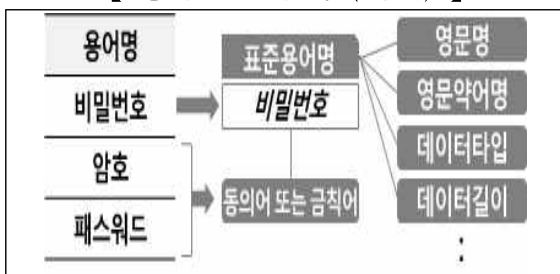 용어명
비밀번호
암호
패스워드
표준용어명
비밀번호
동의어 또는 금칙어
영문명
영문약어명
데이터타입
데이터길이
: